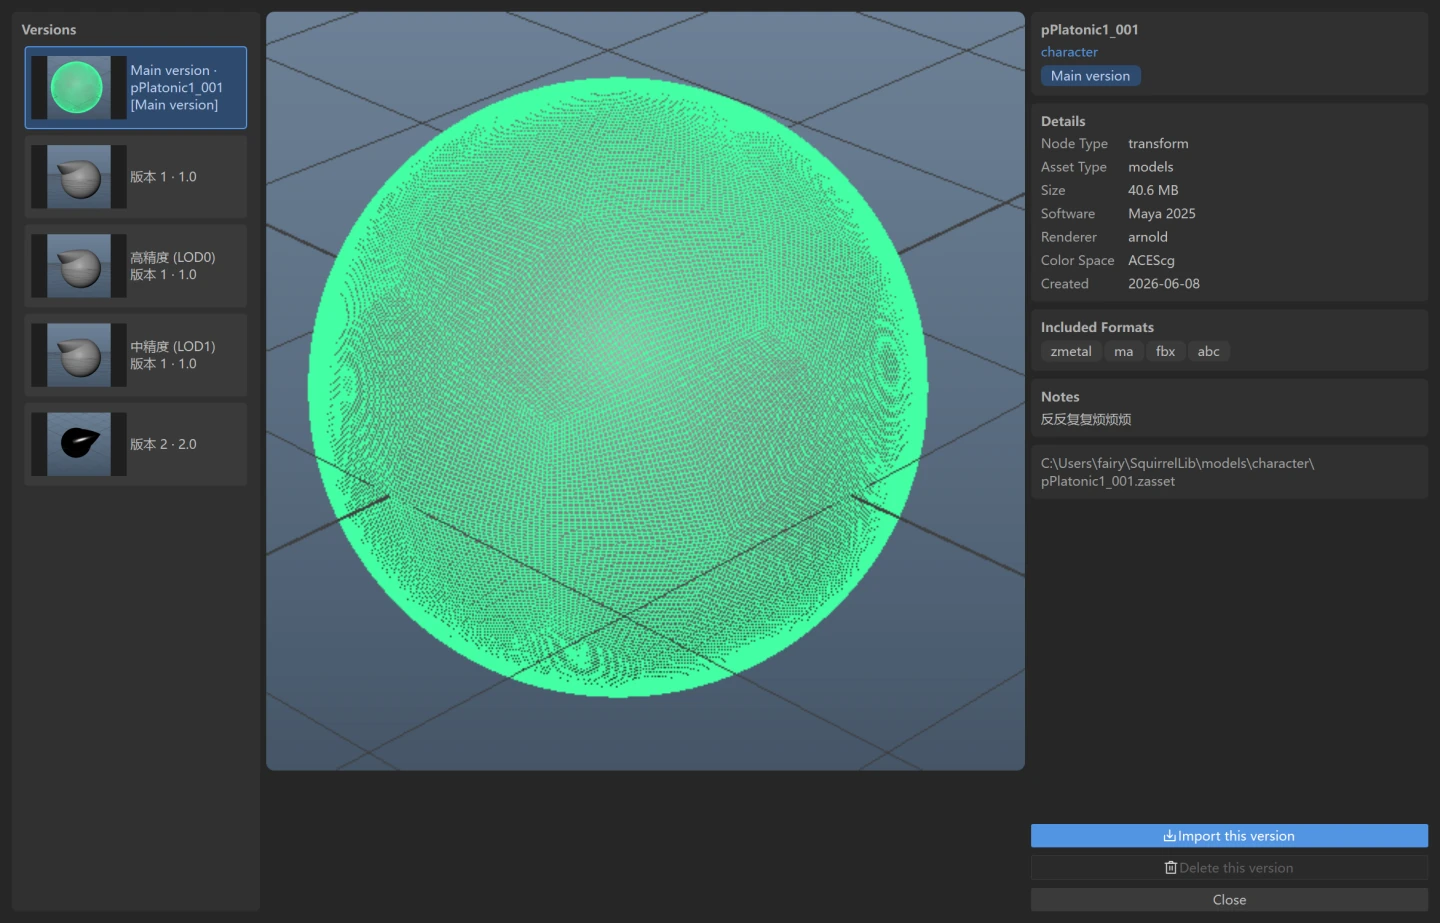 Versions
Main version ·
pPlatonic1_001
[Main version]
版本 1 · 1.0
高精度 (LOD0)
版本 1 · 1.0
中精度 (LOD1)
版本 1 · 1.0
版本 2 · 2.0
pPlatonic1_001
character
Main version
Details
Node Type transform
Asset Type models
Size 40.6 MB
Software Maya 2025
Renderer arnold
Color Space ACEScg
Created 2026-06-08
Included Formats
zmetal ma fbx abc
Notes
反反复复烦烦烦
C:\Users\fairy\SquirrelLib\models\character\
pPlatonic1_001.zasset
Import this version
Delete this version
Close